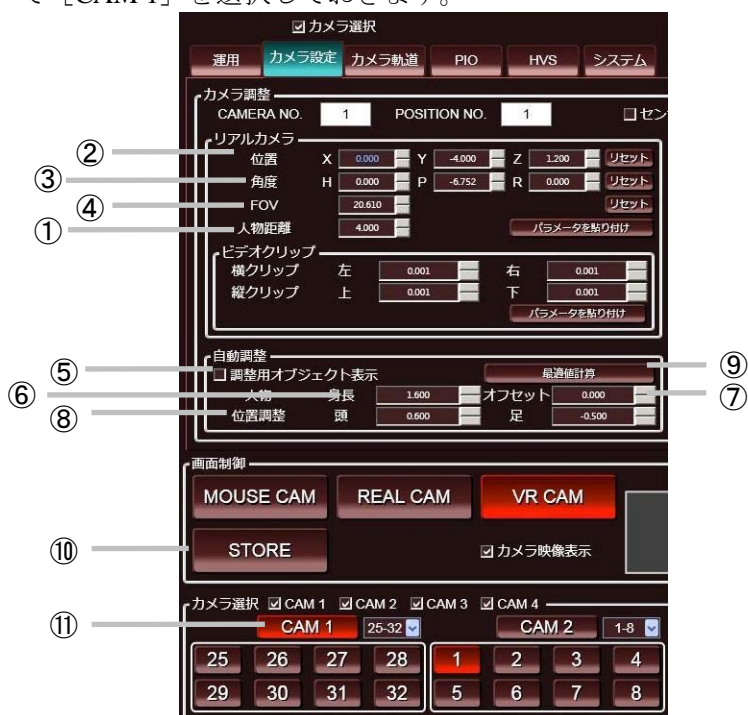 で［CAM 1］を選択しておきます。
カメラ選択
運用 カメラ設定 カメラ軌道 PIO HVS システム
カメラ調整
CAMERA NO. 1 POSITION NO. 1 セン
リアルカメラ
② 位置 X 0.000 Y -4.000 Z 1.200 リセット
③ 角度 H 0.000 P -6.752 R 0.000 リセット
④ FOV 20.610 リセット
① 人物距離 4.000 パラメータを貼り付け
ビデオクリップ
横クリップ 左 0.001 右 0.001
縦クリップ 上 0.001 下 0.001
パラメータを貼り付け
自動調整
⑤ 調整用オブジェクト表示 最適値計算 ⑨
⑥ 人物 身長 1.600 オフセット 0.000 ⑦
⑧ 位置調整 頭 0.600 足 -0.500
画面制御
MOUSE CAM REAL CAM VR CAM
⑩ STORE カメラ映像表示
カメラ選択 CAM 1 CAM 2 CAM 3 CAM 4
⑪ CAM 1 25-32 CAM 2 1-8
25 26 27 28 1 2 3 4
29 30 31 32 5 6 7 8